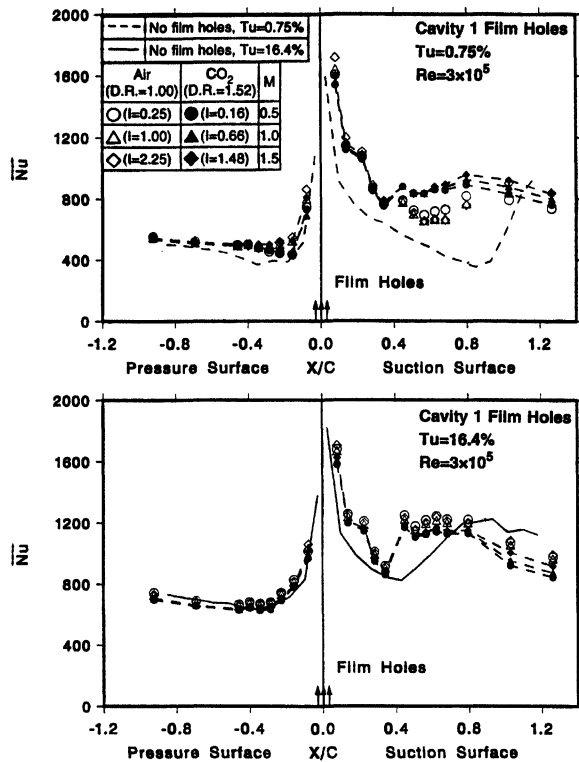 No film holes, Tu=0.75%
No film holes, Tu=16.4%
Air CO2 M
(D.R.=1.00) (D.R.=1.52)
(I=0.25) (I=0.16) 0.5
(I=1.00) (I=0.66) 1.0
(I=2.25) (I=1.48) 1.5
Cavity 1 Film Holes
Tu=0.75%
Re=3x10^5
2000
1600
1200
800
400
0
Nu
Film Holes
-1.2 -0.8 -0.4 0.0 0.4 0.8 1.2
Pressure Surface X/C Suction Surface
Cavity 1 Film Holes
Tu=16.4%
Re=3x10^5
2000
1600
1200
800
400
0
Nu
Film Holes
-1.2 -0.8 -0.4 0.0 0.4 0.8 1.2
Pressure Surface X/C Suction Surface